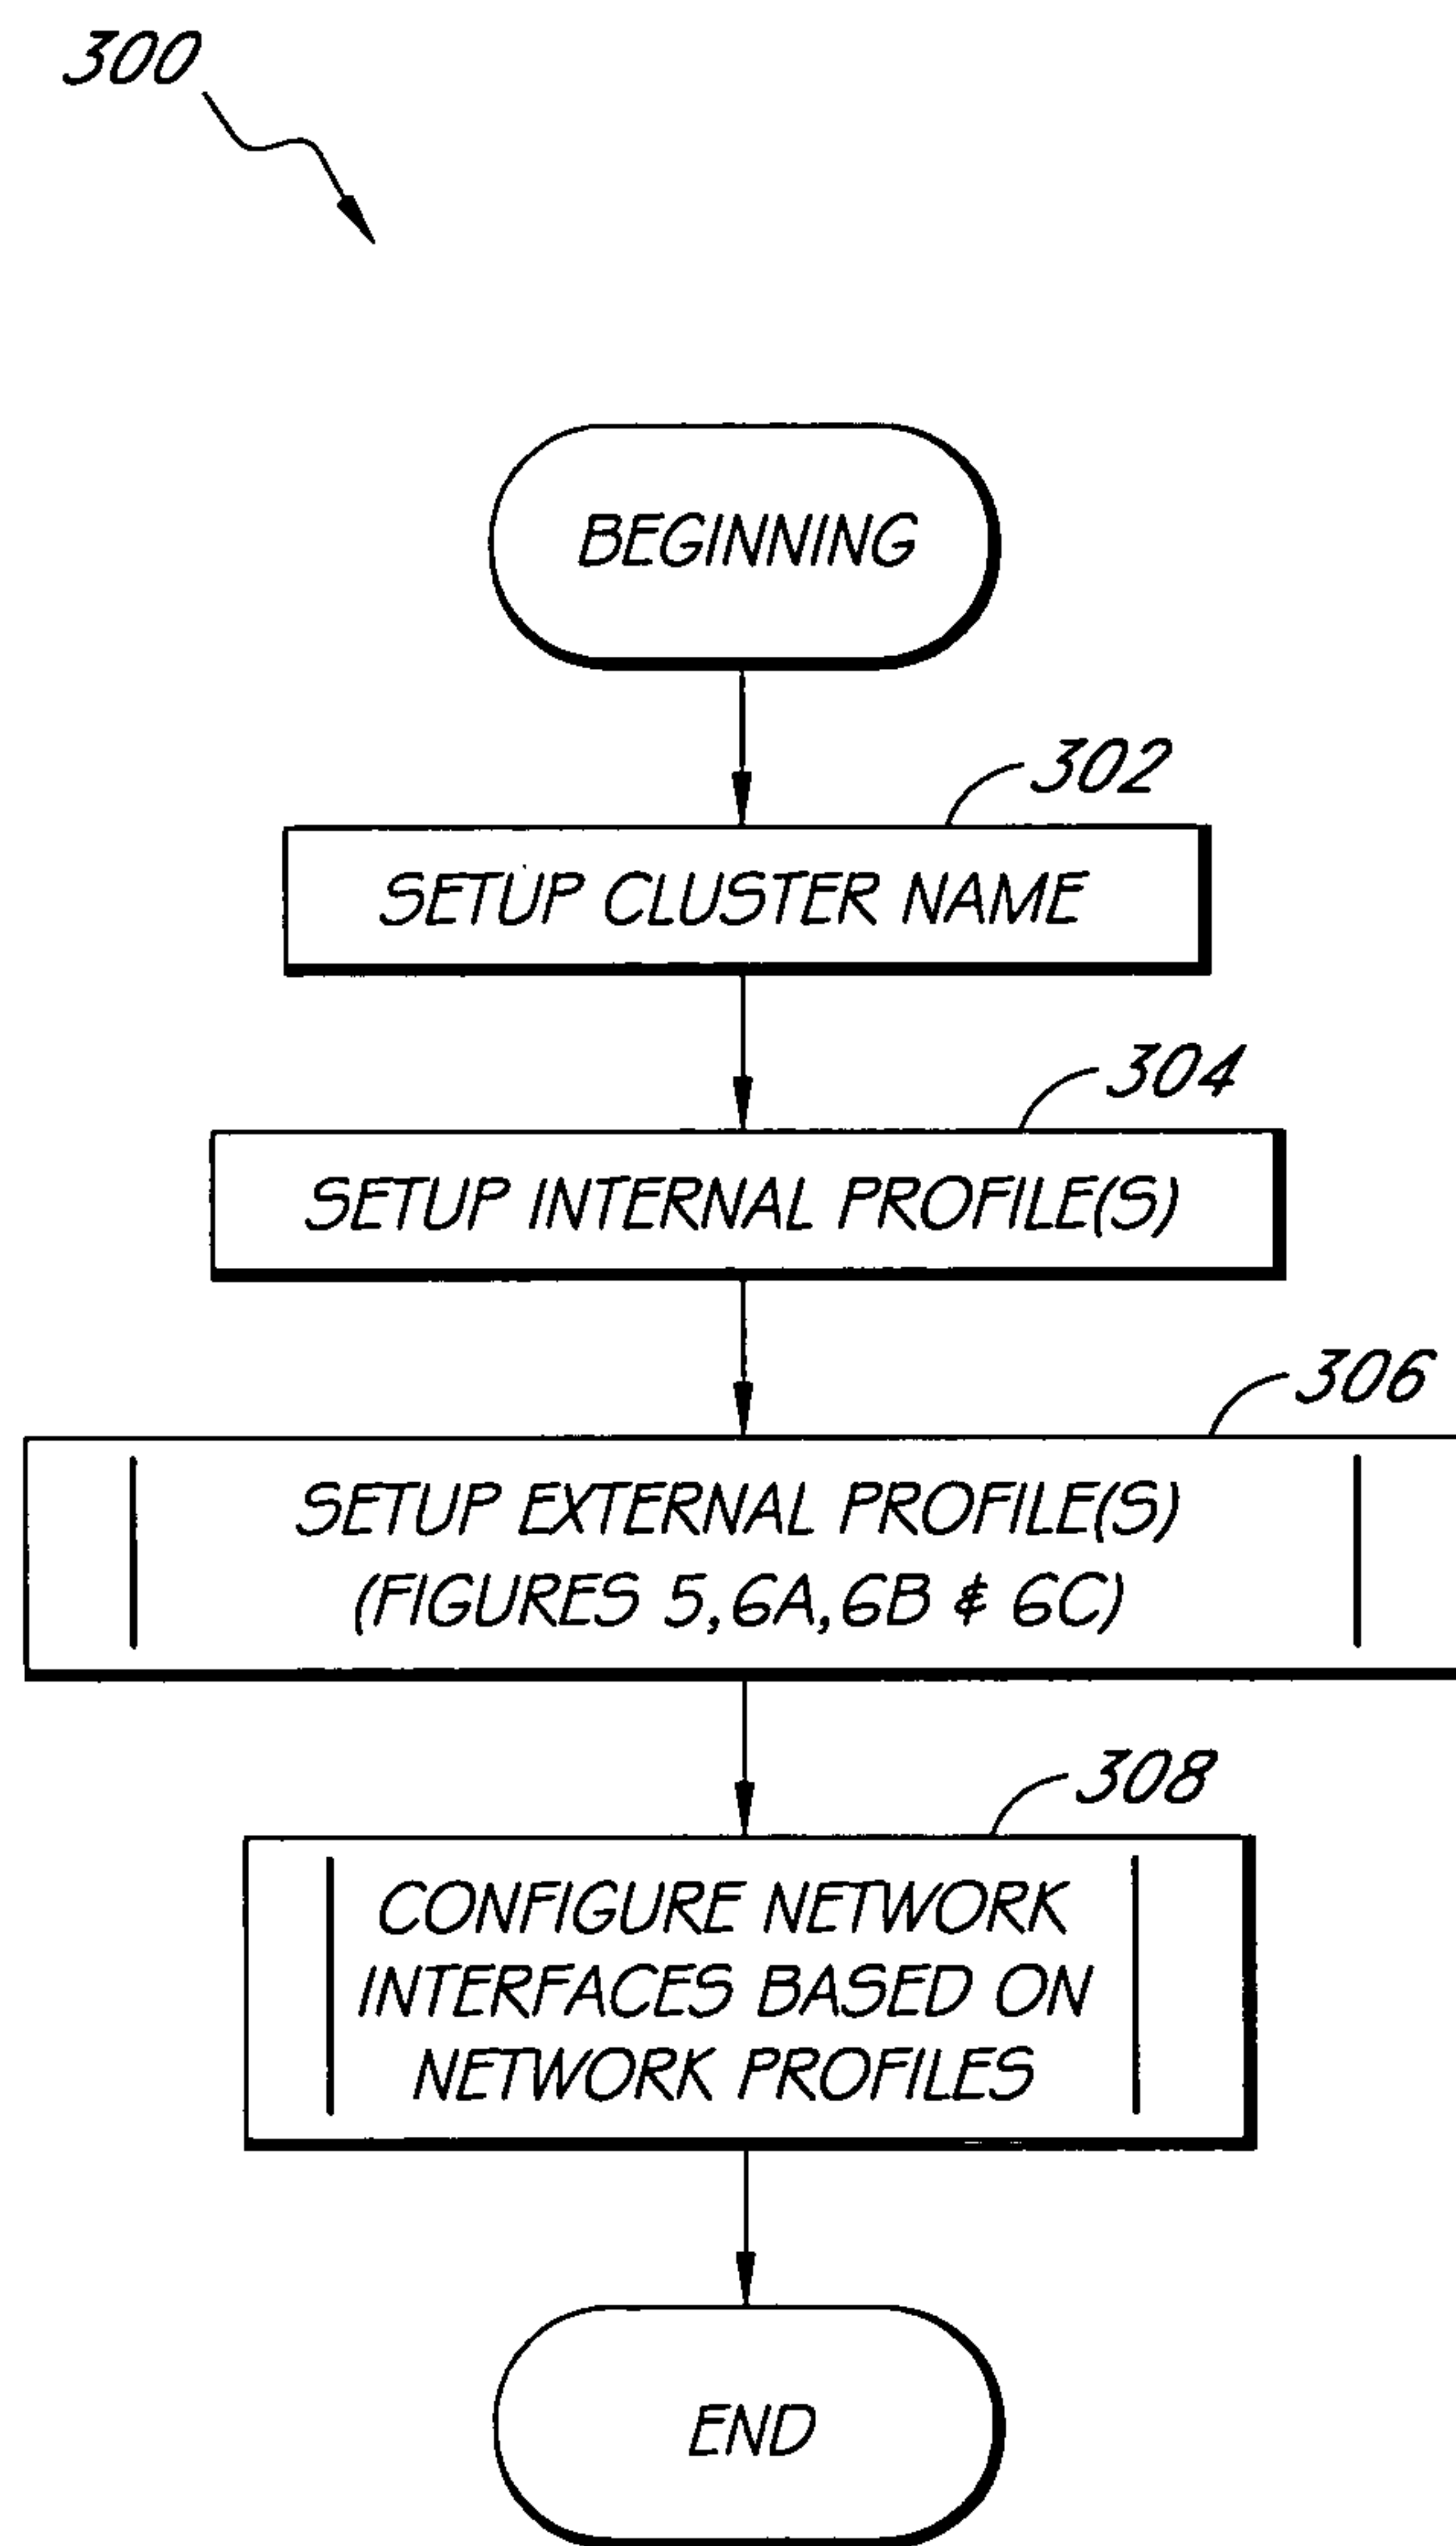 300
BEGINNING
302
SETUP CLUSTER NAME
304
SETUP INTERNAL PROFILE(S)
306
SETUP EXTERNAL PROFILE(S)
(FIGURES 5,6A,6B & 6C)
308
CONFIGURE NETWORK
INTERFACES BASED ON
NETWORK PROFILES
END